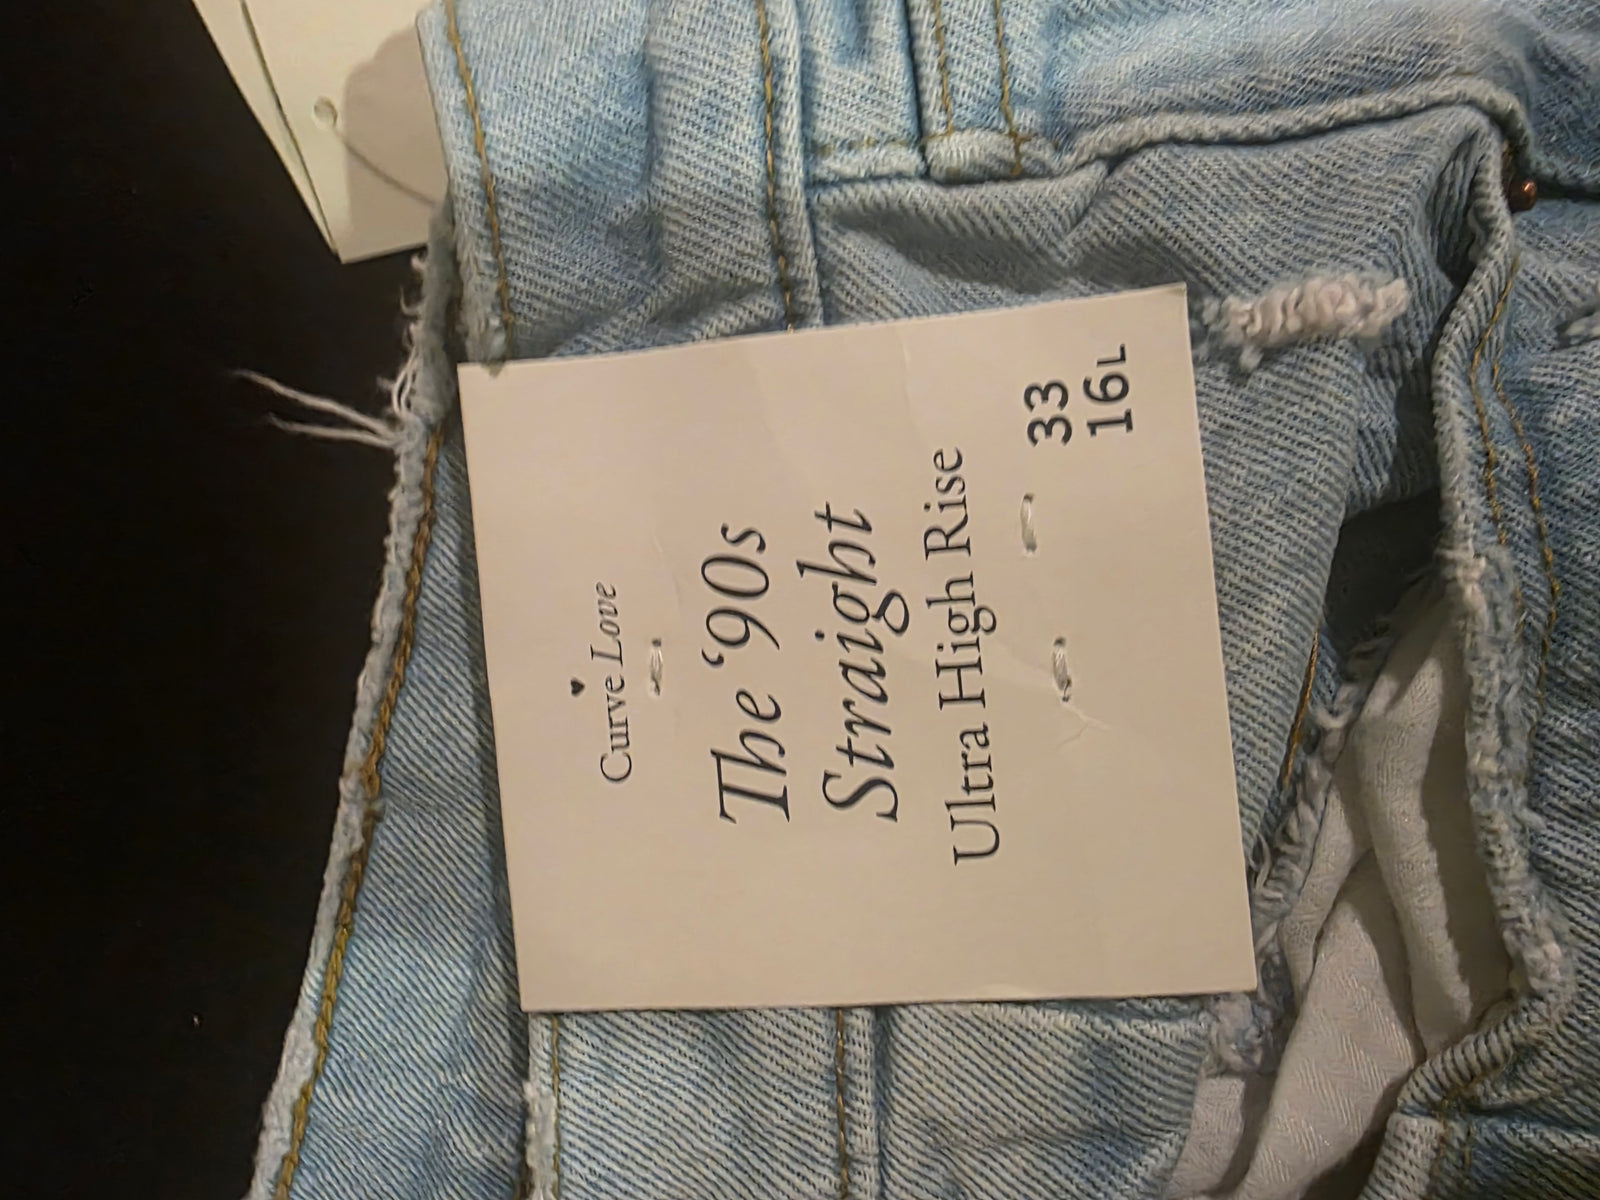 Curve Love
The ‘90s
Straight
Ultra High Rise
33
16L